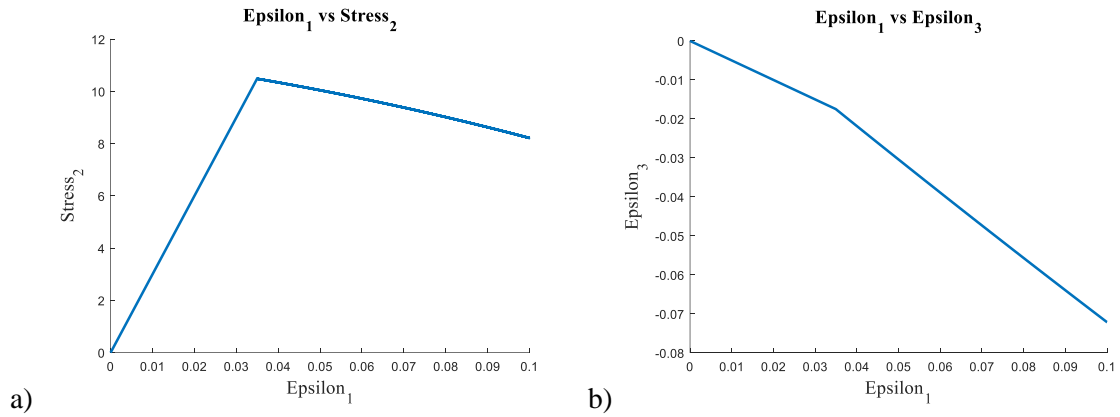 Epsilon₁ vs Stress₂
12
10
8
6
4
2
0
Stress₂
0 0.01 0.02 0.03 0.04 0.05 0.06 0.07 0.08 0.09 0.1
Epsilon₁
a)
Epsilon₁ vs Epsilon₃
0
-0.01
-0.02
-0.03
-0.04
-0.05
-0.06
-0.07
-0.08
Epsilon₃
0 0.01 0.02 0.03 0.04 0.05 0.06 0.07 0.08 0.09 0.1
Epsilon₁
b)